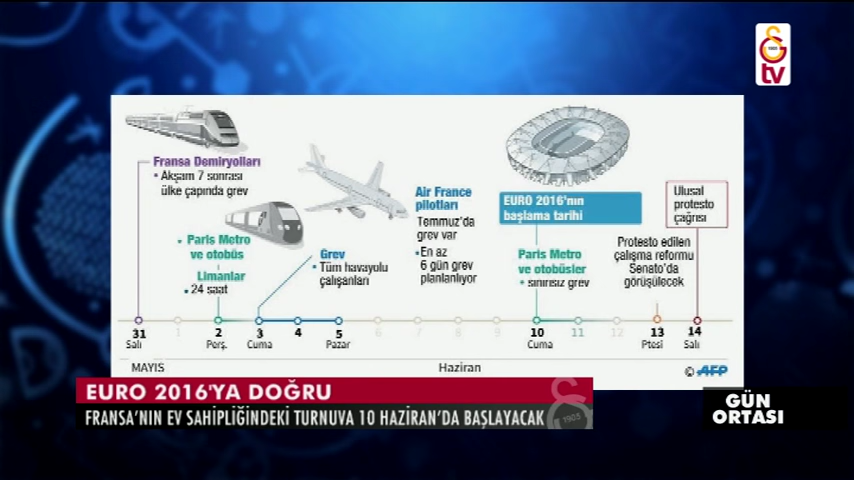 GS
1905
tv
Fransa Demiryolları
• Akşam 7 sonrası
ülke çapında grev
• Paris Metro
ve otobüs
Limanlar
• 24 saat
Grev
• Tüm havayolu
çalışanları
Air France
pilotları
Temmuz'da
grev var
• En az
6 gün grev
planlanıyor
EURO 2016'nın
başlama tarihi
Paris Metro
ve otobüsler
• sınırsız grev
Protesto edilen
çalışma reformu
Senato'da
görüşülecek
Ulusal
protesto
çağrısı
31 1 2 3 4 5 6 7 8 9 10 11 12 13 14
Salı Perş. Cuma Pazar Cuma Ptesi Salı
MAYIS Haziran
© AFP
EURO 2016'YA DOĞRU
FRANSA'NIN EV SAHİPLİĞİNDEKİ TURNUVA 10 HAZİRAN'DA BAŞLAYACAK
1905
GÜN
ORTASI